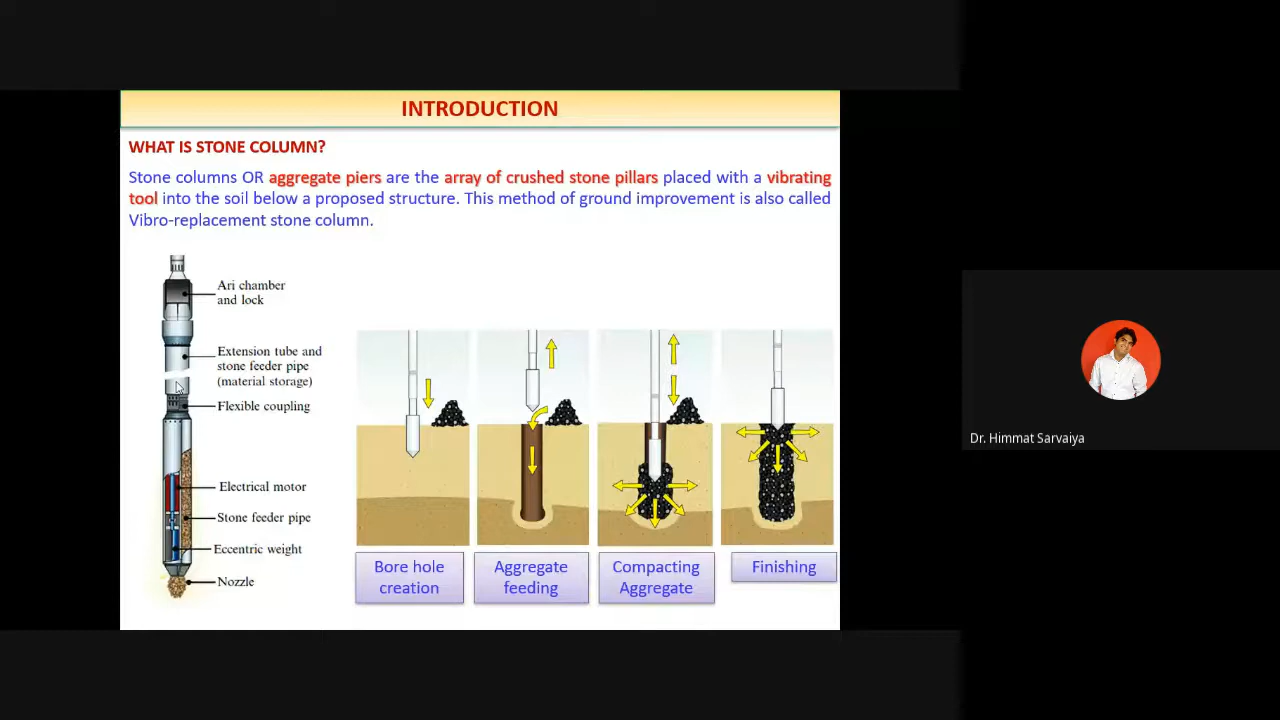 INTRODUCTION
WHAT IS STONE COLUMN?
Stone columns OR aggregate piers are the array of crushed stone pillars placed with a vibrating
tool into the soil below a proposed structure. This method of ground improvement is also called
Vibro-replacement stone column.
Ari chamber
and lock
Extension tube and
stone feeder pipe
(material storage)
Flexible coupling
Electrical motor
Stone feeder pipe
Eccentric weight
Nozzle
Bore hole
creation
Aggregate
feeding
Compacting
Aggregate
Finishing
Dr. Himmat Sarvaiya